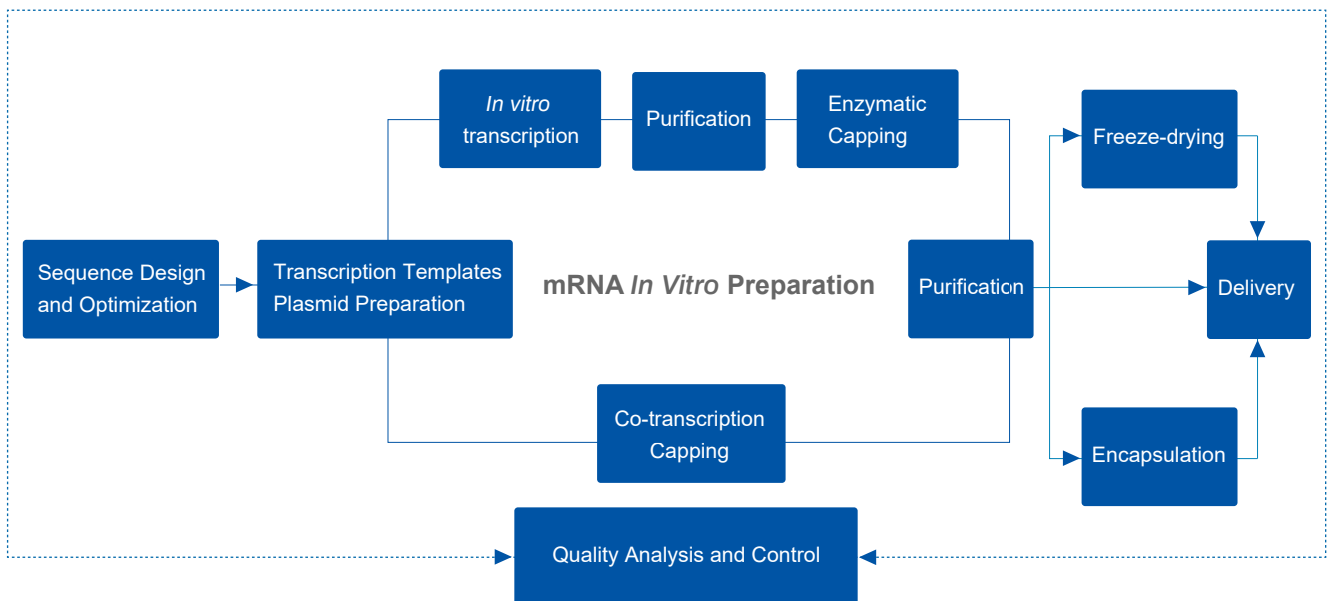 In vitro
transcription
Purification
Enzymatic
Capping
Freeze-drying
Sequence Design
and Optimization
Transcription Templates
Plasmid Preparation
mRNA In Vitro Preparation
Purification
Delivery
Co-transcription
Capping
Encapsulation
Quality Analysis and Control